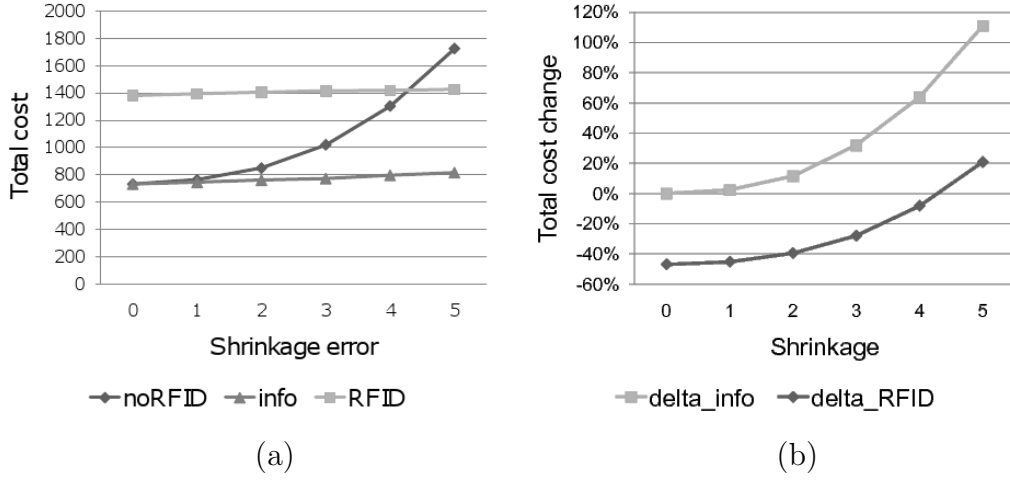 2000
1800
1600
1400
1200
1000
800
600
400
200
0
Total cost
0 1 2 3 4 5
Shrinkage error
noRFID info RFID
(a)
120%
100%
80%
60%
40%
20%
0%
-20%
-40%
-60%
Total cost change
0 1 2 3 4 5
Shrinkage
delta_info delta_RFID
(b)